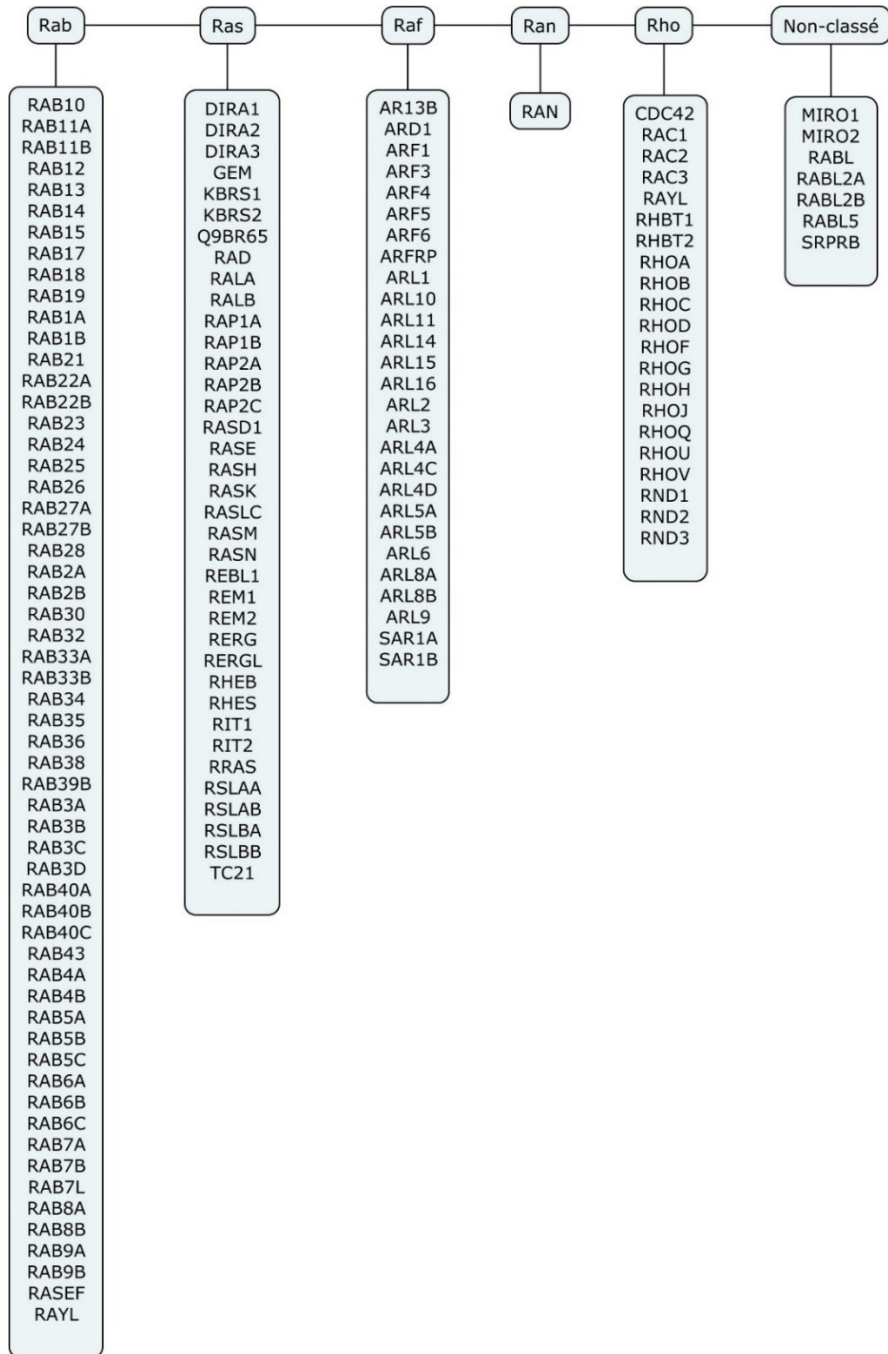 Rab
Ras
Raf
Ran
Rho
Non-classé
RAB10
RAB11A
RAB11B
RAB12
RAB13
RAB14
RAB15
RAB17
RAB18
RAB19
RAB1A
RAB1B
RAB21
RAB22A
RAB22B
RAB23
RAB24
RAB25
RAB26
RAB27A
RAB27B
RAB28
RAB2A
RAB2B
RAB30
RAB32
RAB33A
RAB33B
RAB34
RAB35
RAB36
RAB38
RAB39B
RAB3A
RAB3B
RAB3C
RAB3D
RAB40A
RAB40B
RAB40C
RAB43
RAB4A
RAB4B
RAB5A
RAB5B
RAB5C
RAB6A
RAB6B
RAB6C
RAB7A
RAB7B
RAB7L
RAB8A
RAB8B
RAB9A
RAB9B
RASEF
RAYL
DIRA1
DIRA2
DIRA3
GEM
KBRS1
KBRS2
Q9BR65
RAD
RALA
RALB
RAP1A
RAP1B
RAP2A
RAP2B
RAP2C
RASD1
RASE
RASH
RASK
RASLC
RASM
RASN
REBL1
REM1
REM2
RERG
RERGL
RHEB
RHES
RIT1
RIT2
RRAS
RSLAA
RSLAB
RSLBA
RSLBB
TC21
AR13B
ARD1
ARF1
ARF3
ARF4
ARF5
ARF6
ARFRP
ARL1
ARL10
ARL11
ARL14
ARL15
ARL16
ARL2
ARL3
ARL4A
ARL4C
ARL4D
ARL5A
ARL5B
ARL6
ARL8A
ARL8B
ARL9
SAR1A
SAR1B
RAN
CDC42
RAC1
RAC2
RAC3
RAYL
RHBT1
RHBT2
RHOA
RHOB
RHOC
RHOD
RHOF
RHOG
RHOH
RHOJ
RHOQ
RHOU
RHOV
RND1
RND2
RND3
MIRO1
MIRO2
RABL
RABL2A
RABL2B
RABL5
SRPRB